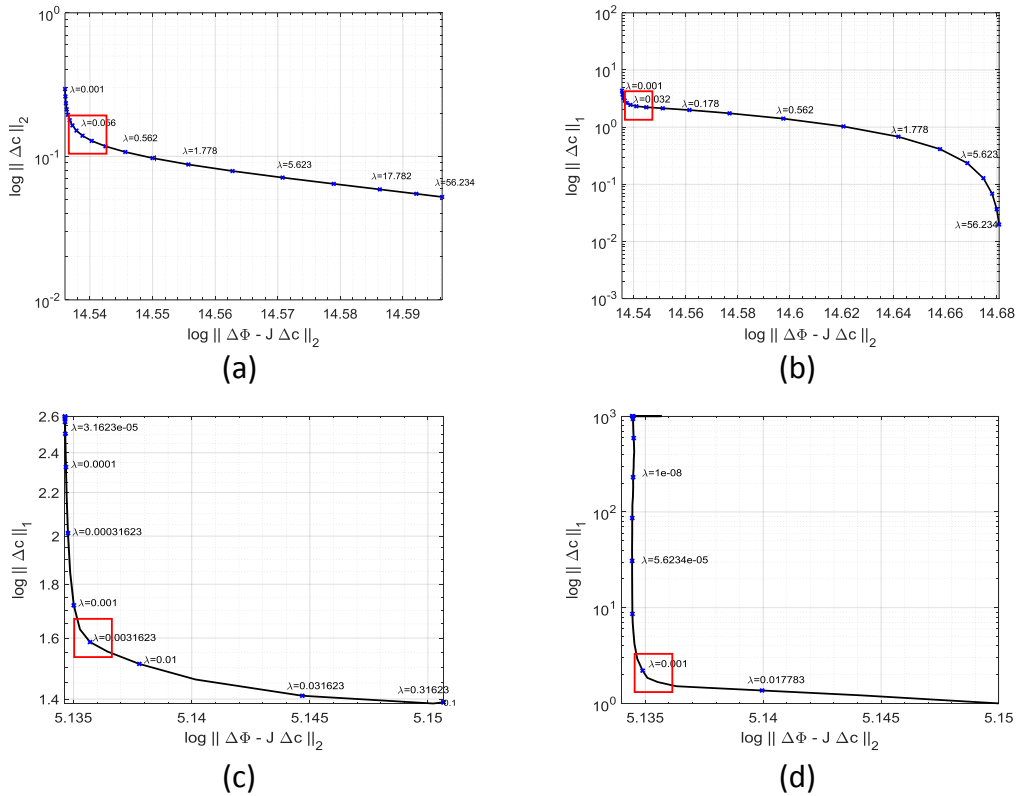 10^0
10^-1
10^-2
log || Δc ||_2
λ=0.001
λ=0.056
λ=0.562
λ=1.778
λ=5.623
λ=17.782
λ=56.234
14.54 14.55 14.56 14.57 14.58 14.59
log || ΔΦ - J Δc ||_2
(a)
10^2
10^1
10^0
10^-1
10^-2
10^-3
log || Δc ||_1
λ=0.001
λ=0.032
λ=0.178
λ=0.562
λ=1.778
λ=5.623
λ=56.234
14.54 14.56 14.58 14.6 14.62 14.64 14.66 14.68
log || ΔΦ - J Δc ||_2
(b)
2.6
2.4
2.2
2
1.8
1.6
1.4
log || Δc ||_1
λ=3.1623e-05
λ=0.0001
λ=0.00031623
λ=0.001
λ=0.0031623
λ=0.01
λ=0.031623
λ=0.31623
5.135 5.14 5.145 5.15
log || ΔΦ - J Δc ||_2
(c)
10^3
10^2
10^1
10^0
log || Δc ||_1
λ=1e-08
λ=5.6234e-05
λ=0.001
λ=0.017783
5.135 5.14 5.145 5.15
log || ΔΦ - J Δc ||_2
(d)